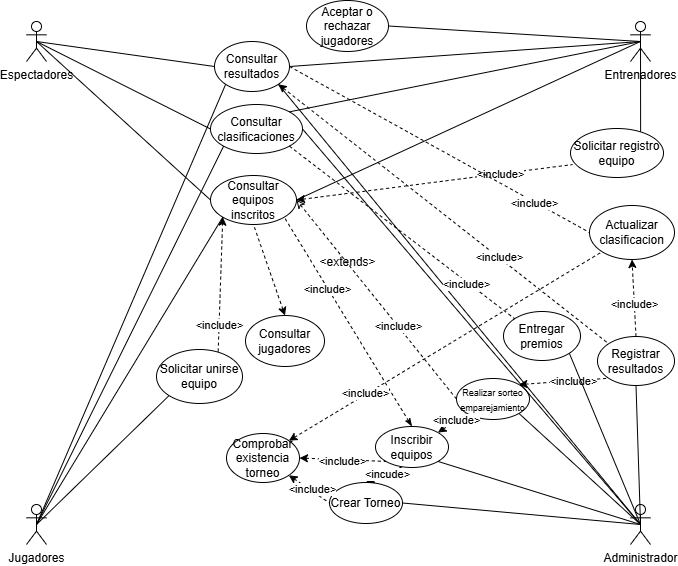 Aceptar o
rechazar
jugadores
Espectadores
Entrenadores
Consultar
resultados
Consultar
clasificaciones
Solicitar registro
equipo
Consultar
equipos
inscritos
<include>
<include>
Actualizar
clasificacion
<extends>
<include>
<include>
<include>
<include>
<include>
<include>
Consultar
jugadores
Entregar
premios
Solicitar unirse
equipo
Registrar
resultados
<include>
Realizar sorteo
emparejamiento
<include>
<include>
Comprobar
existencia
torneo
Inscribir
equipos
<include>
<incude>
<include>
Crear Torneo
Jugadores
Administrador